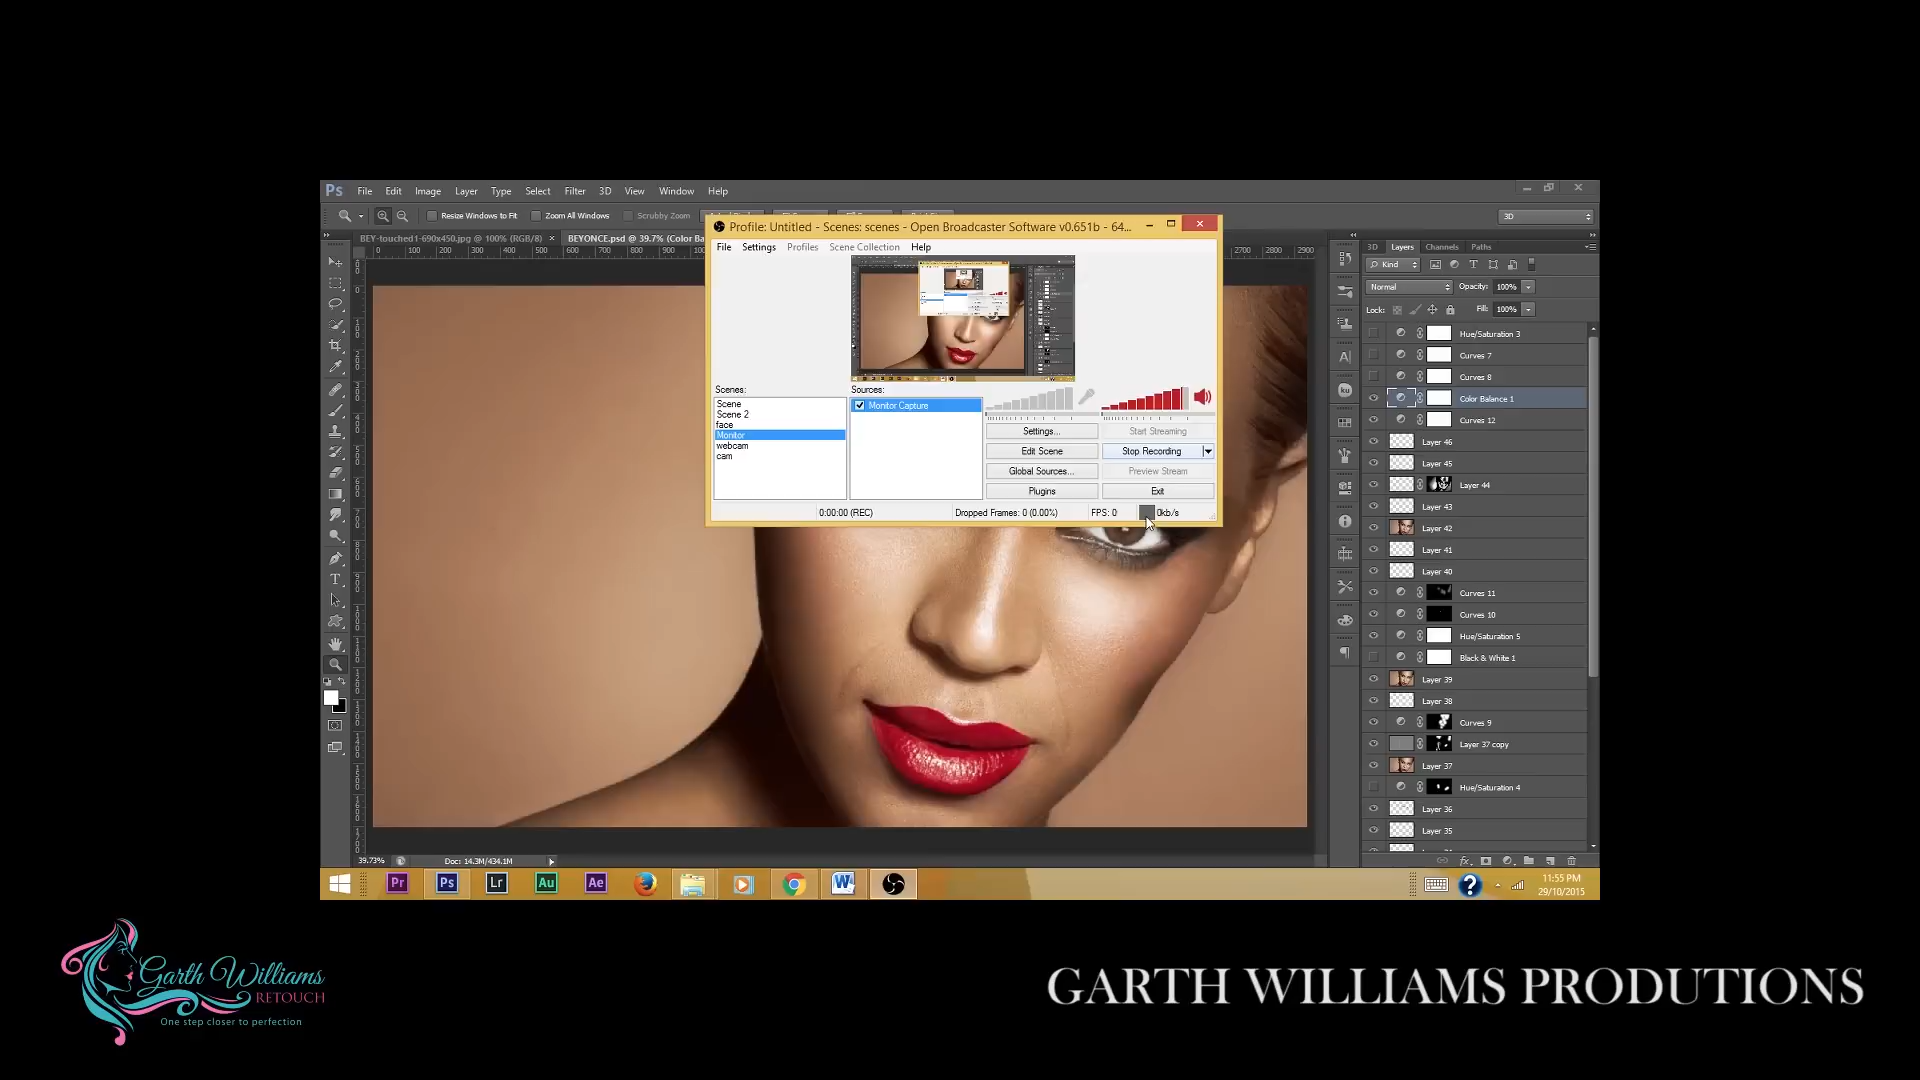 Ps File Edit Image Layer Type Select Filter 3D View Window Help
Resize Windows to Fit Zoom All Windows Scrubby Zoom
3D
BEY-touched1-690x450.jpg @ 100% (RGB/8) × BEYONCE.psd @ 39.7% (Color Ba
Profile: Untitled - Scenes: scenes - Open Broadcaster Software v0.651b - 64...
File Settings Profiles Scene Collection Help
Scenes:
Scene
Scene 2
face
Monitor
webcam
cam
Sources:
Monitor Capture
Settings...
Start Streaming
Edit Scene
Stop Recording
Global Sources...
Preview Stream
Plugins
Exit
0:00:00 (REC)
Dropped Frames: 0 (0.00%)
FPS: 0
0kb/s
3D Layers Channels Paths
Kind
Normal Opacity: 100%
Lock: Fill: 100%
Hue/Saturation 3
Curves 7
Curves 8
Color Balance 1
Curves 12
Layer 46
Layer 45
Layer 44
Layer 43
Layer 42
Layer 41
Layer 40
Curves 11
Curves 10
Hue/Saturation 5
Black & White 1
Layer 39
Layer 38
Curves 9
Layer 37 copy
Layer 37
Hue/Saturation 4
Layer 36
Layer 35
39.73% Doc: 14.3M/434.1M
Pr Ps Lr Au Ae
11:55 PM
29/10/2015
Garth Williams
RETOUCH
One step closer to perfection
GARTH WILLIAMS PRODUTIONS